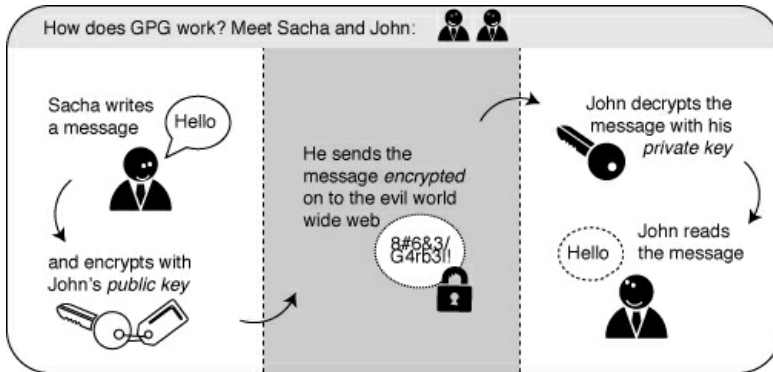 How does GPG work? Meet Sacha and John:
Sacha writes
a message
Hello
and encrypts with
John's public key
He sends the
message encrypted
on to the evil world
wide web
8#6&3/
G4rb3l!
John decrypts the
message with his
private key
John reads
the message
Hello